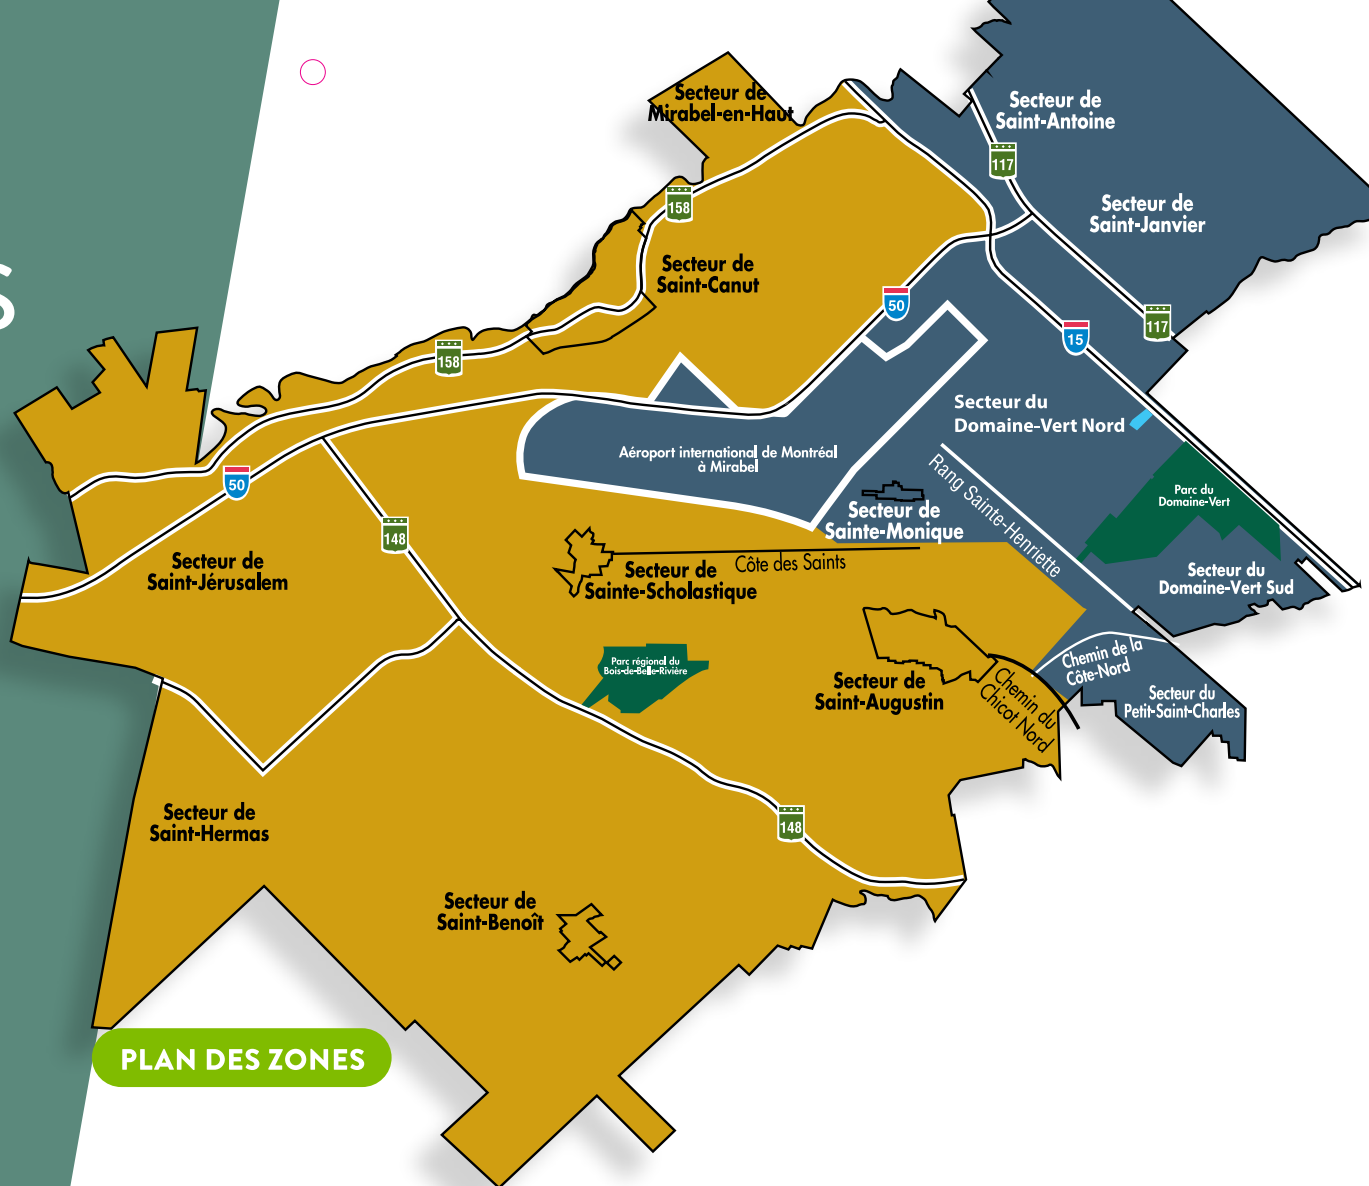 S
Secteur de
Mirabel-en-Haut
Secteur de
Saint-Antoine
117
158
Secteur de
Saint-Janvier
Secteur de
Saint-Canut
50
117
15
158
Secteur du
Domaine-Vert Nord
Aéroport international de Montréal
à Mirabel
Rang Sainte-Henriette
50
Parc du
Domaine-Vert
Secteur de
Sainte-Monique
148
Secteur de
Saint-Jérusalem
Côte des Saints
Secteur de
Sainte-Scholastique
Secteur du
Domaine-Vert Sud
Parc régional du
Bois-de-Belle-Rivière
Chemin de la
Côte-Nord
Secteur de
Saint-Augustin
Chemin du
Chicot Nord
Secteur du
Petit-Saint-Charles
Secteur de
Saint-Hermas
148
Secteur de
Saint-Benoît
PLAN DES ZONES